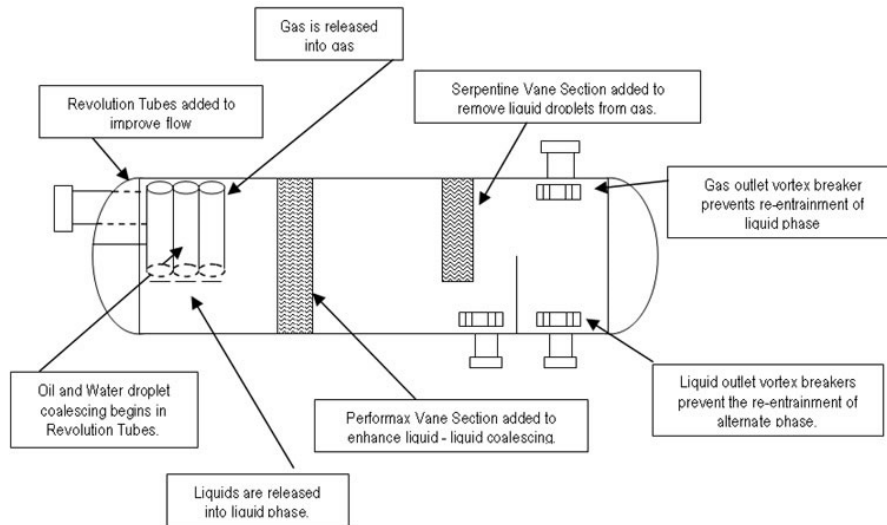 Gas is released
into gas
Serpentine Vane Section added to
remove liquid droplets from gas.
Revolution Tubes added to
improve flow
Gas outlet vortex breaker
prevents re-entrainment of
liquid phase
Oil and Water droplet
coalescing begins in
Revolution Tubes.
Performax Vane Section added to
enhance liquid - liquid coalescing.
Liquid outlet vortex breakers
prevent the re-entrainment of
alternate phase.
Liquids are released
into liquid phase.